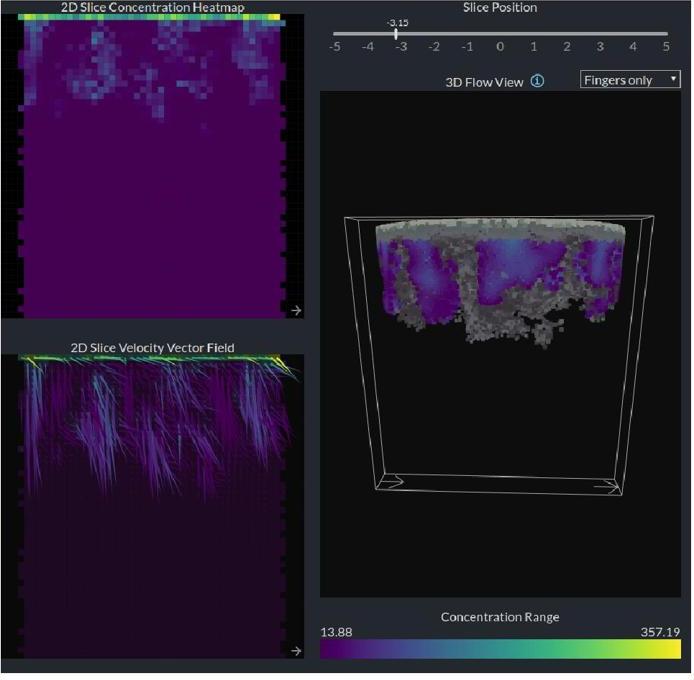 2D Slice Concentration Heatmap
2D Slice Velocity Vector Field
Slice Position
-3.15
-5 -4 -3 -2 -1 0 1 2 3 4 5
3D Flow View
Fingers only
Concentration Range
13.88 357.19